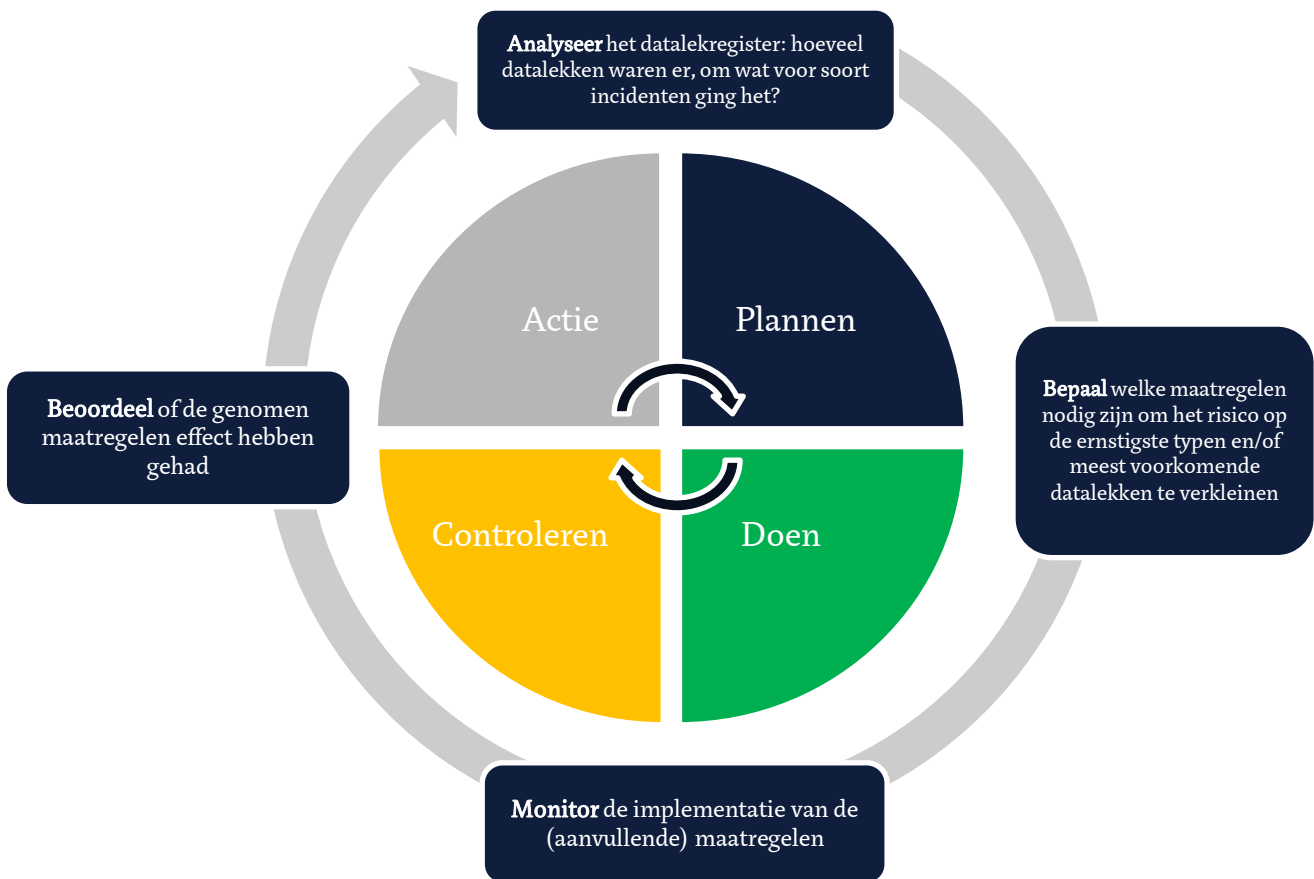 Analyseer het datalekregister: hoeveel
datalekken waren er, om wat voor soort
incidenten ging het?
Actie
Plannen
Beoordeel of de genomen
maatregelen effect hebben
gehad
Bepaal welke maatregelen
nodig zijn om het risico op
de ernstigste typen en/of
meest voorkomende
datalekken te verkleinen
Controleren
Doen
Monitor de implementatie van de
(aanvullende) maatregelen